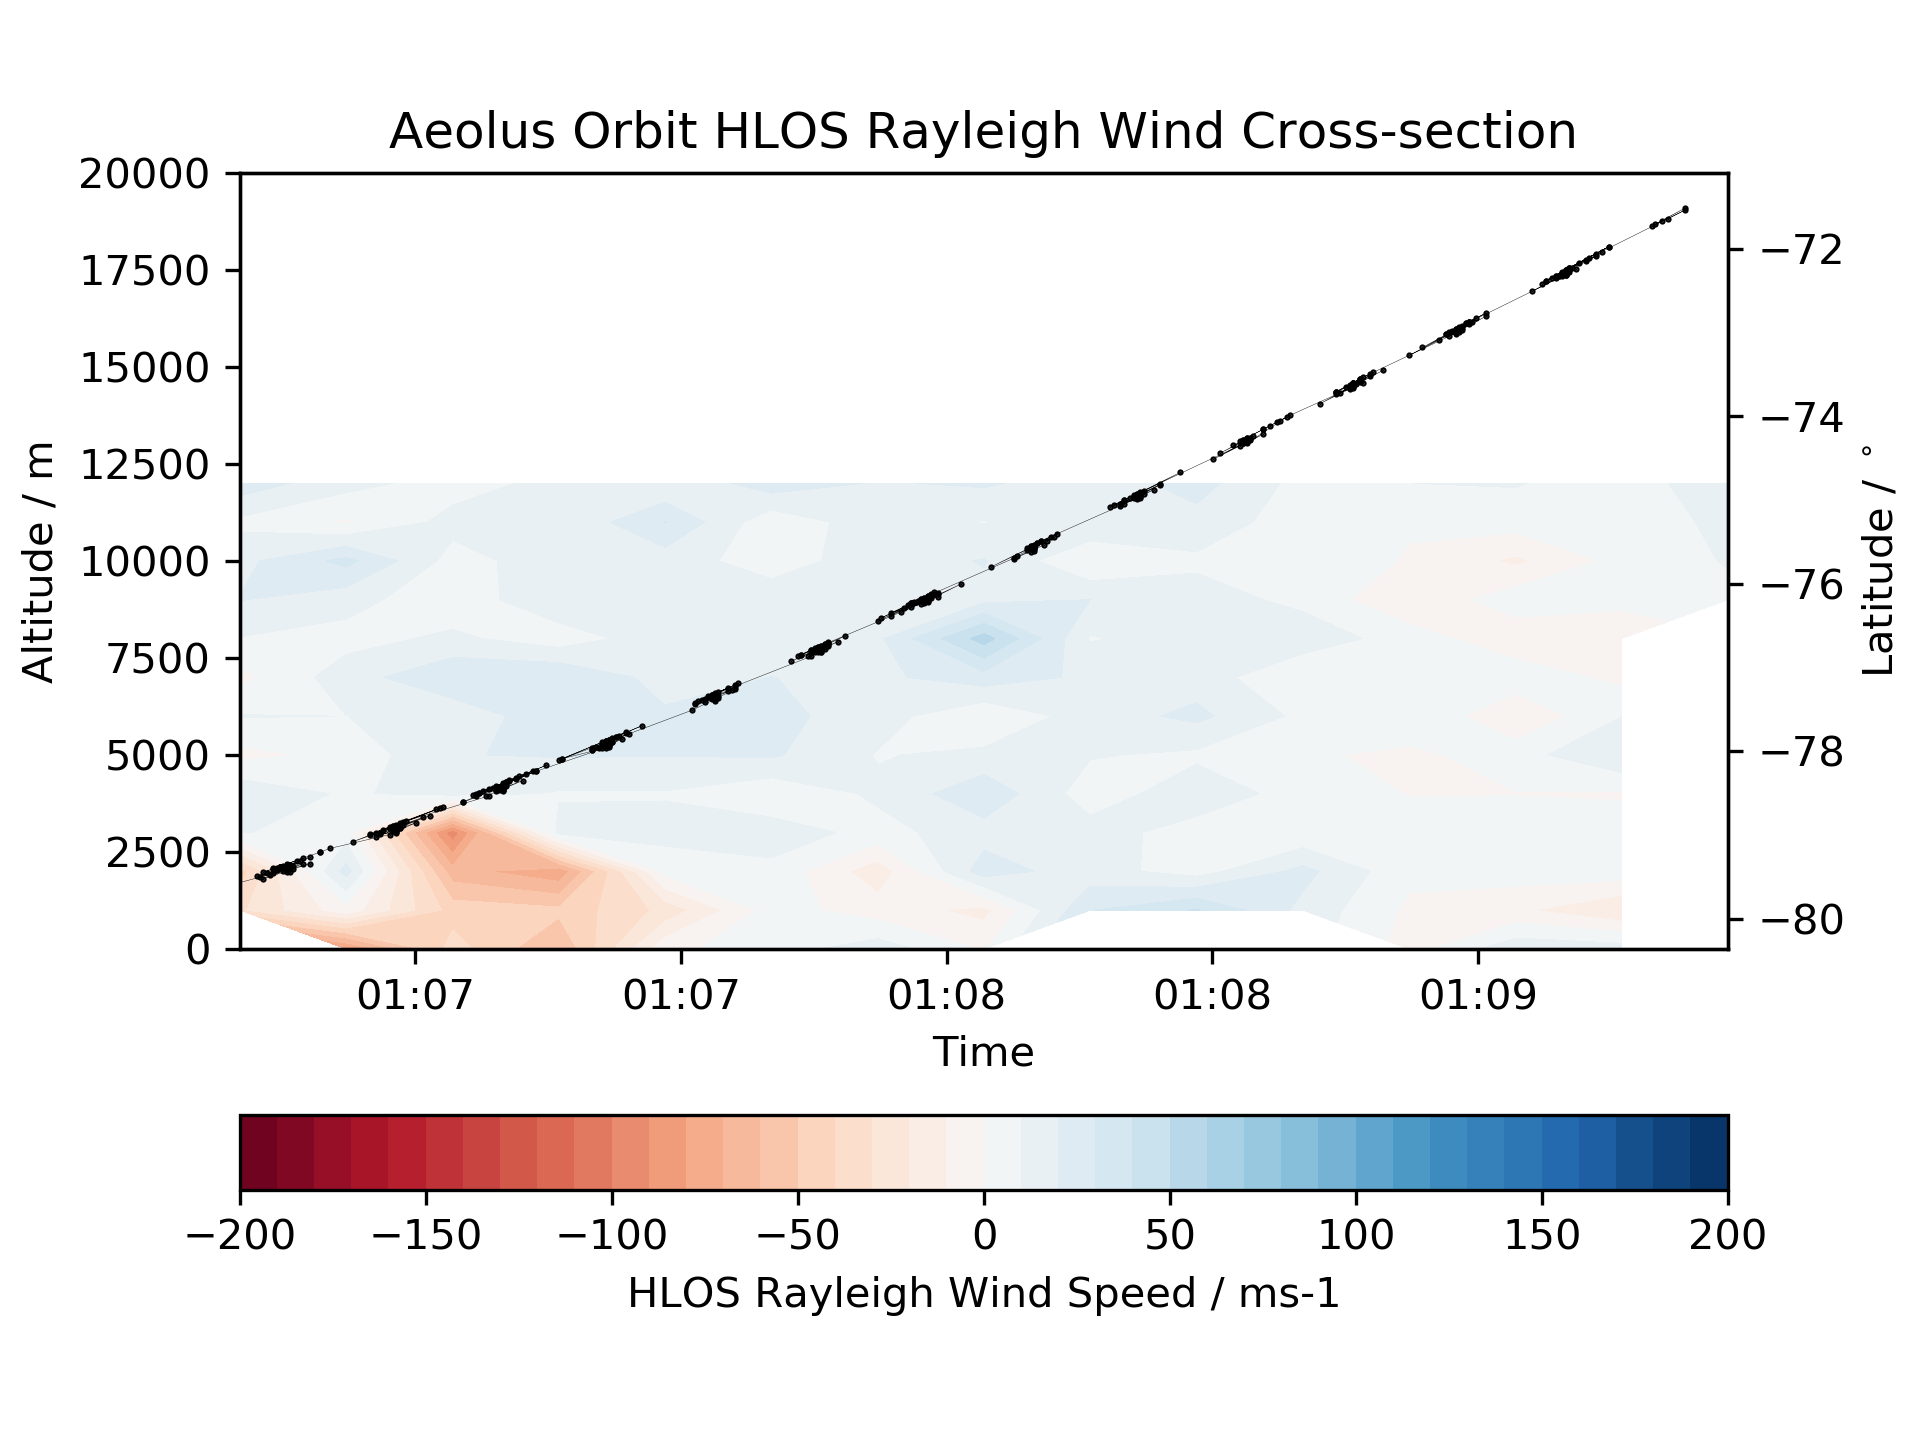 Aeolus Orbit HLOS Rayleigh Wind Cross-section
20000
17500
15000
12500
10000
7500
5000
2500
0
Altitude / m
−72
−74
−76
−78
−80
Latitude / °
01:07 01:07 01:08 01:08 01:09
Time
−200 −150 −100 −50 0 50 100 150 200
HLOS Rayleigh Wind Speed / ms-1